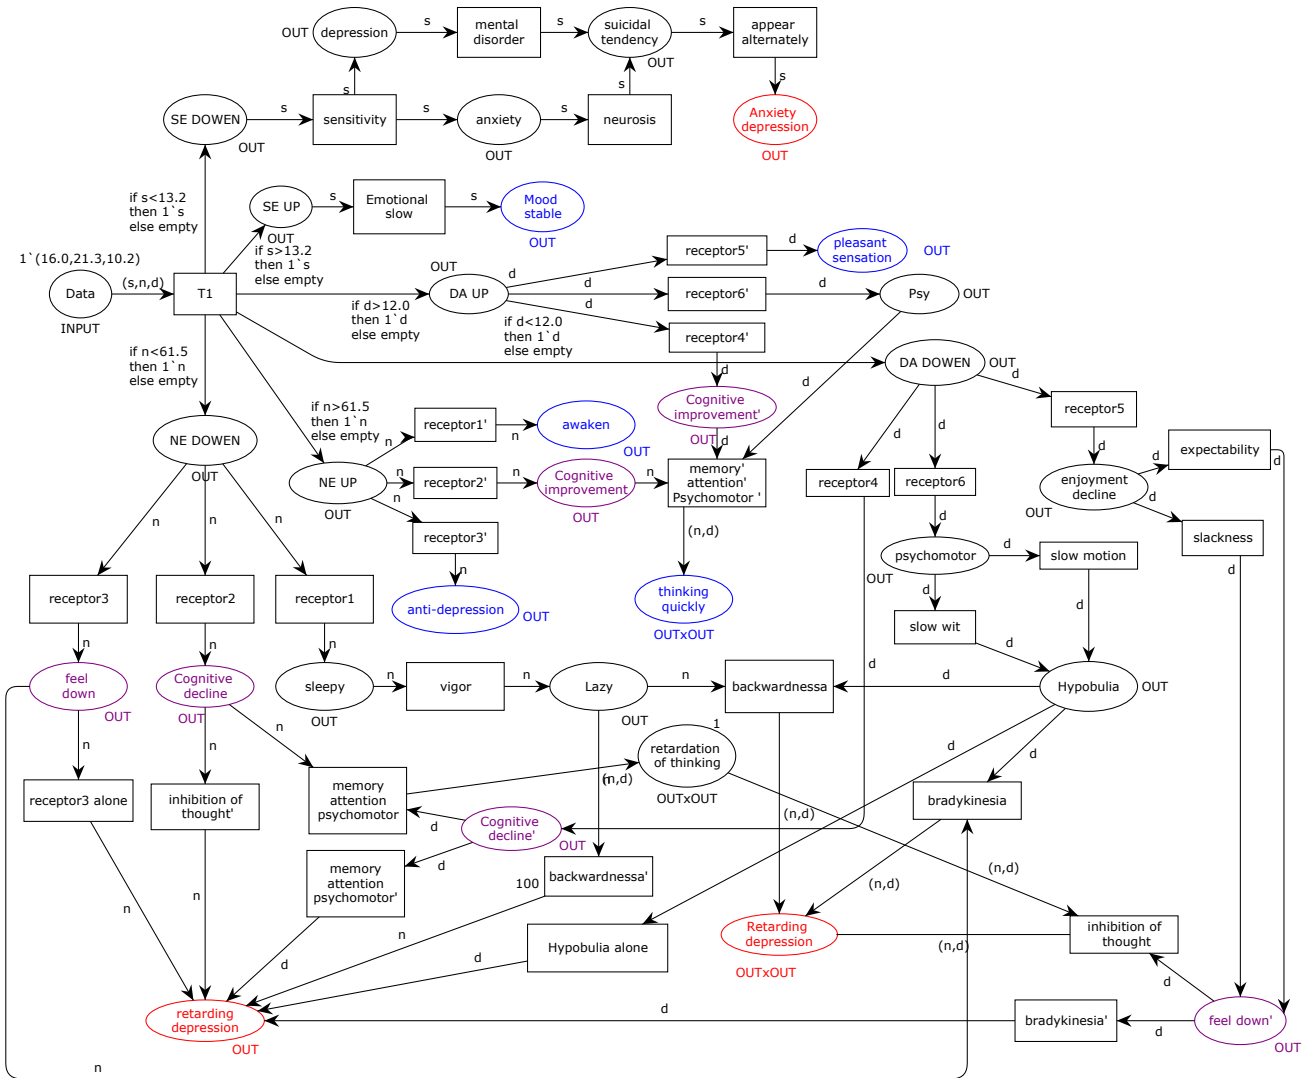 OUT
depression
s
mental
disorder
s
suicidal
tendency
OUT
s
appear
alternately
s
s
s
SE DOWEN
OUT
s
sensitivity
s
anxiety
OUT
s
neurosis
Anxiety
depression
OUT
if s<13.2
then 1`s
else empty
SE UP
OUT
s
Emotional
slow
s
Mood
stable
OUT
if s>13.2
then 1`s
else empty
1`(16.0,21.3,10.2)
Data
INPUT
(s,n,d)
T1
OUT
DA UP
d
d
d
receptor5'
d
pleasant
sensation
OUT
receptor6'
d
Psy
OUT
if d>12.0
then 1`d
else empty
if d<12.0
then 1`d
else empty
receptor4'
d
d
if n<61.5
then 1`n
else empty
DA DOWEN
OUT
d
receptor5
d
d
d
Cognitive
improvement'
OUT
d
if n>61.5
then 1`n
else empty
n
receptor1'
n
awaken
OUT
NE DOWEN
OUT
NE UP
OUT
n
receptor2'
n
Cognitive
improvement
OUT
n
memory'
attention'
Psychomotor '
n
receptor3'
n
(n,d)
receptor4
receptor6
d
enjoyment
decline
OUT
d
expectability
d
d
slackness
d
n
n
n
psychomotor
d
slow motion
d
d
OUT
receptor3
receptor2
receptor1
anti-depression
OUT
thinking
quickly
OUTxOUT
slow wit
d
n
n
n
feel
down
OUT
Cognitive
decline
OUT
sleepy
OUT
n
vigor
n
Lazy
OUT
n
backwardnessa
d
d
Hypobulia
OUT
n
n
n
1
retardation
of thinking
OUTxOUT
d
d
receptor3 alone
inhibition of
thought'
memory
attention
psychomotor
n
(n,d)
d
Cognitive
decline'
OUT
(n,d)
bradykinesia
memory
attention
psychomotor'
d
100
backwardnessa'
(n,d)
(n,d)
n
n
n
d
d
Hypobulia alone
Retarding
depression
OUTxOUT
(n,d)
inhibition of
thought
d
retarding
depression
OUT
d
bradykinesia'
d
feel down'
OUT
n